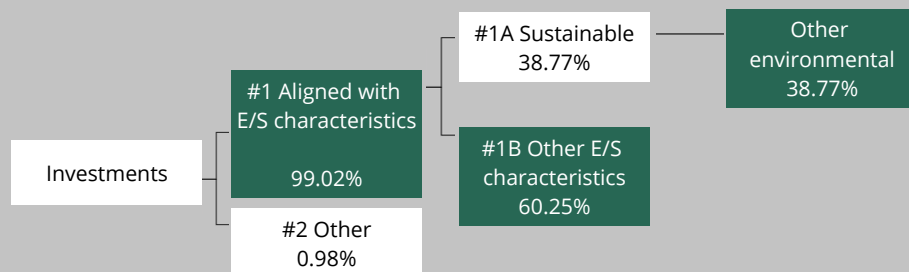 Investments
#1 Aligned with
E/S characteristics
99.02%
#2 Other
0.98%
#1A Sustainable
38.77%
#1B Other E/S
characteristics
60.25%
Other
environmental
38.77%